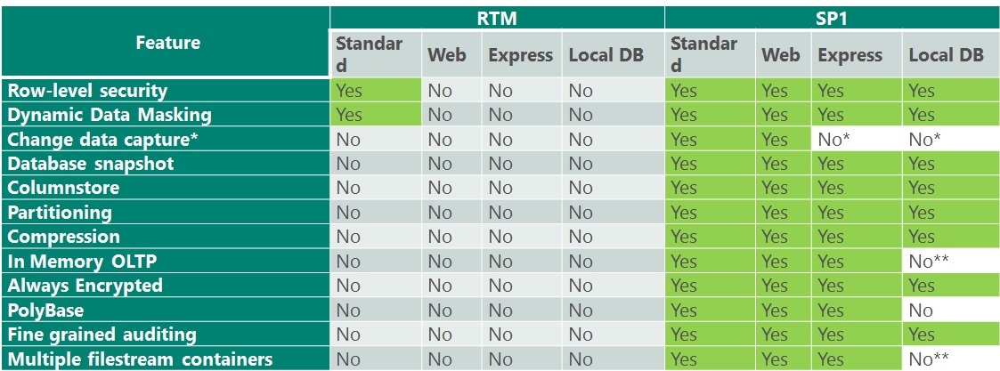 RTM SP1
Feature
Standar
d Web Express Local DB Standar
d Web Express Local DB
Row-level security Yes No No No Yes Yes Yes Yes
Dynamic Data Masking Yes No No No Yes Yes Yes Yes
Change data capture* No No No No Yes Yes No* No*
Database snapshot No No No No Yes Yes Yes Yes
Columnstore No No No No Yes Yes Yes Yes
Partitioning No No No No Yes Yes Yes Yes
Compression No No No No Yes Yes Yes Yes
In Memory OLTP No No No No Yes Yes Yes No**
Always Encrypted No No No No Yes Yes Yes Yes
PolyBase No No No No Yes Yes Yes No
Fine grained auditing No No No No Yes Yes Yes Yes
Multiple filestream containers No No No No Yes Yes Yes No**